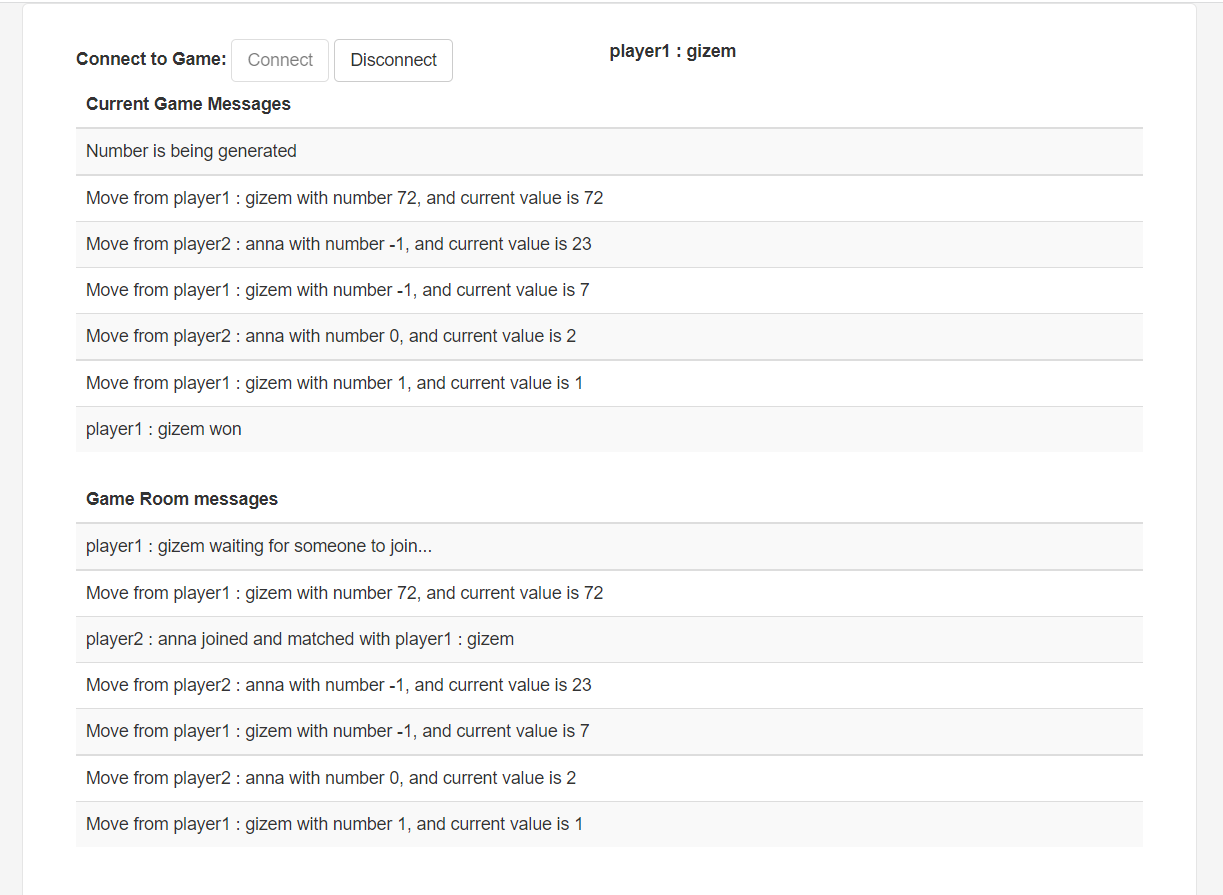 Connect to Game: Connect Disconnect player1 : gizem
Current Game Messages
Number is being generated
Move from player1 : gizem with number 72, and current value is 72
Move from player2 : anna with number -1, and current value is 23
Move from player1 : gizem with number -1, and current value is 7
Move from player2 : anna with number 0, and current value is 2
Move from player1 : gizem with number 1, and current value is 1
player1 : gizem won
Game Room messages
player1 : gizem waiting for someone to join...
Move from player1 : gizem with number 72, and current value is 72
player2 : anna joined and matched with player1 : gizem
Move from player2 : anna with number -1, and current value is 23
Move from player1 : gizem with number -1, and current value is 7
Move from player2 : anna with number 0, and current value is 2
Move from player1 : gizem with number 1, and current value is 1